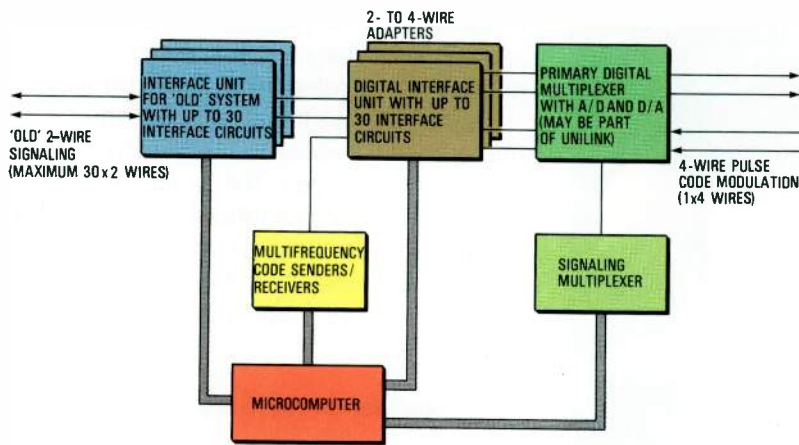 2- TO 4-WIRE
ADAPTERS
INTERFACE UNIT
FOR 'OLD' SYSTEM
WITH UP TO 30
INTERFACE CIRCUITS
DIGITAL INTERFACE
UNIT WITH UP TO
30 INTERFACE
CIRCUITS
PRIMARY DIGITAL
MULTIPLEXER
WITH A/D AND D/A
(MAY BE PART
OF UNILINK)
'OLD' 2-WIRE
SIGNALING
(MAXIMUM 30x2 WIRES)
4-WIRE PULSE
CODE MODULATION
(1x4 WIRES)
MULTIFREQUENCY
CODE SENDERS/
RECEIVERS
SIGNALING
MULTIPLEXER
MICROCOMPUTER